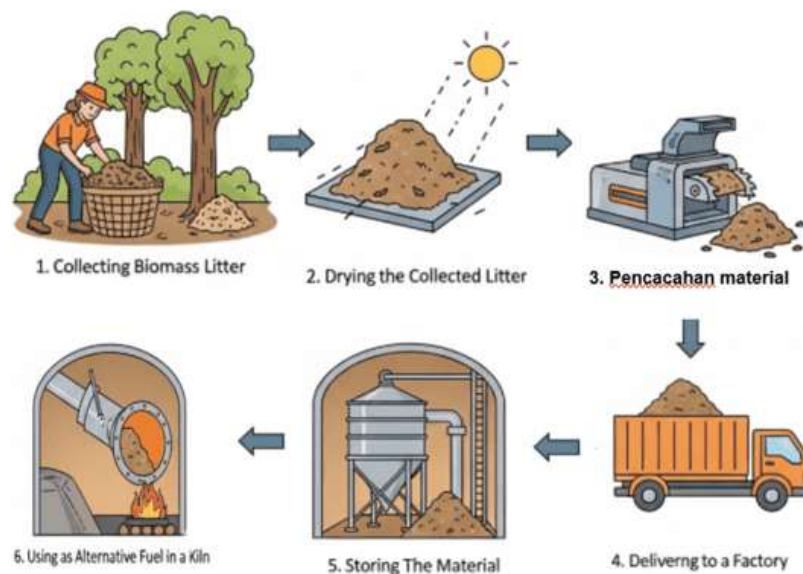 1. Collecting Biomass Litter
2. Drying the Collected Litter
3. Pencacahan material
4. Deliverng to a Factory
5. Storing The Material
6. Using as Alternative Fuel in a Kiln